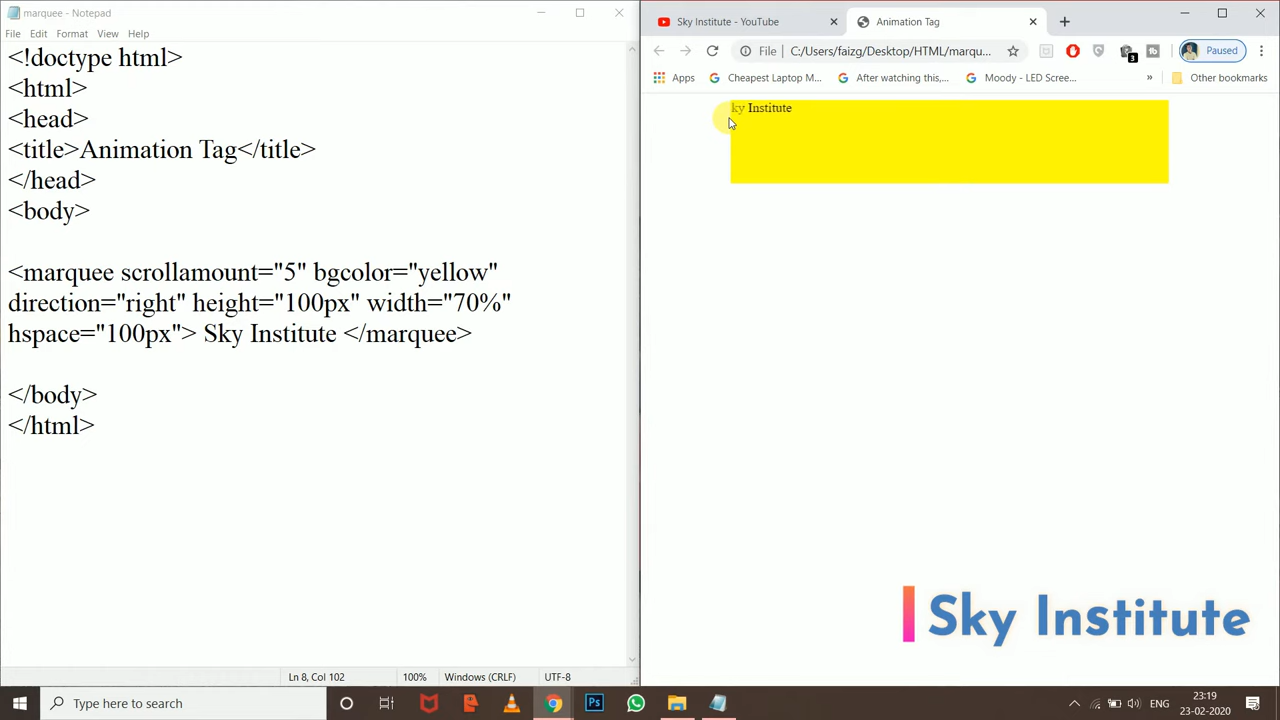 marquee - Notepad
File Edit Format View Help
<!doctype html>
<html>
<head>
<title>Animation Tag</title>
</head>
<body>
<marquee scrollamount="5" bgcolor="yellow"
direction="right" height="100px" width="70%"
hspace="100px"> Sky Institute </marquee>
</body>
</html>
Ln 8, Col 102 100% Windows (CRLF) UTF-8
Sky Institute - YouTube Animation Tag
File C:/Users/faizg/Desktop/HTML/marqu... 3 Paused
Apps Cheapest Laptop M... After watching this,... Moody - LED Scree... » Other bookmarks
ky Institute
Sky Institute
Type here to search Ps ENG 23:19
23-02-2020